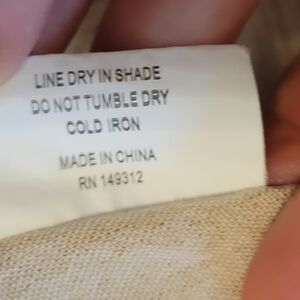 LINE DRY IN SHADE
DO NOT TUMBLE DRY
COLD IRON
MADE IN CHINA
RN 149312